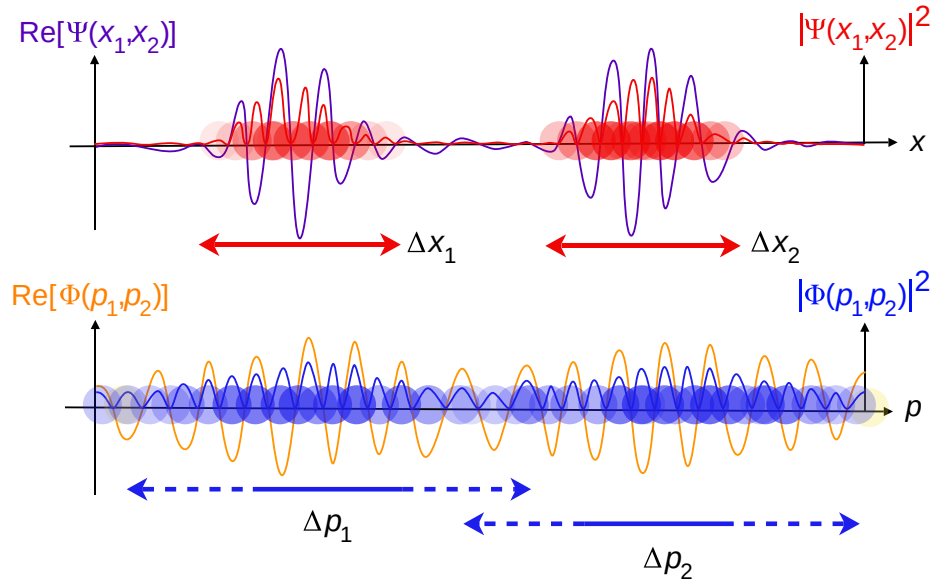 Re[Ψ(x₁,x₂)]
|Ψ(x₁,x₂)|²
x
Δx₁
Δx₂
Re[Φ(p₁,p₂)]
|Φ(p₁,p₂)|²
p
Δp₁
Δp₂